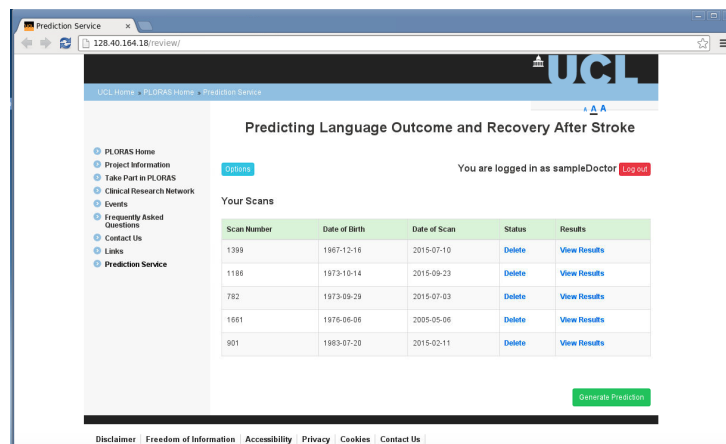 Prediction Service
128.40.164.18/review/
UCL
UCL Home » PLORAS Home » Prediction Service
A A A
Predicting Language Outcome and Recovery After Stroke
PLORAS Home
Project Information
Take Part in PLORAS
Clinical Research Network
Events
Frequently Asked
Questions
Contact Us
Links
Prediction Service
Options
You are logged in as sampleDoctor Log out
Your Scans
Scan Number Date of Birth Date of Scan Status Results
1399 1967-12-16 2015-07-10 Delete View Results
1186 1973-10-14 2015-09-23 Delete View Results
782 1973-09-29 2015-07-03 Delete View Results
1661 1976-06-06 2005-05-06 Delete View Results
901 1983-07-20 2015-02-11 Delete View Results
Generate Prediction
Disclaimer Freedom of Information Accessibility Privacy Cookies Contact Us